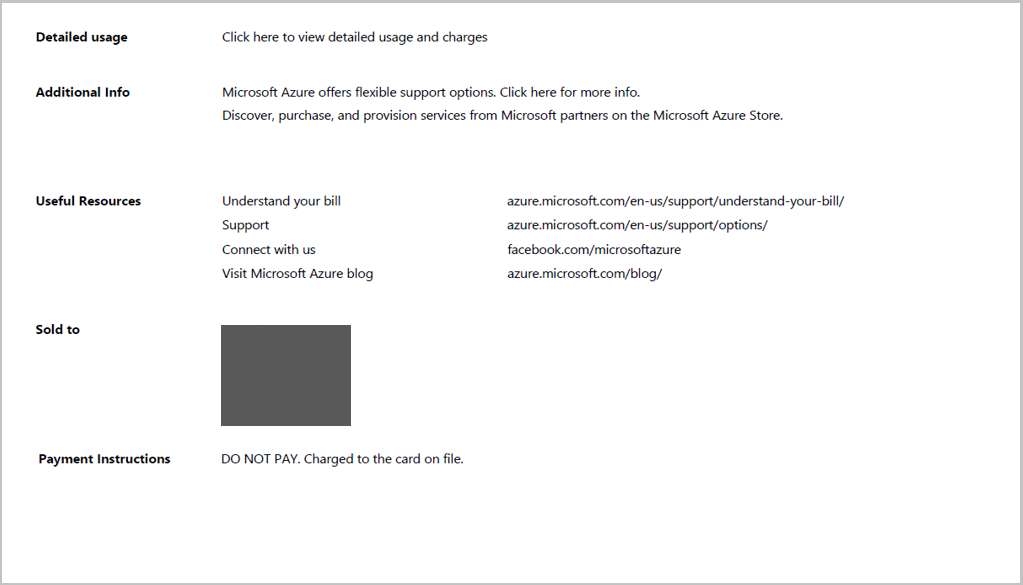 Detailed usage Click here to view detailed usage and charges
Additional Info Microsoft Azure offers flexible support options. Click here for more info.
Discover, purchase, and provision services from Microsoft partners on the Microsoft Azure Store.
Useful Resources Understand your bill azure.microsoft.com/en-us/support/understand-your-bill/
Support azure.microsoft.com/en-us/support/options/
Connect with us facebook.com/microsoftazure
Visit Microsoft Azure blog azure.microsoft.com/blog/
Sold to
Payment Instructions DO NOT PAY. Charged to the card on file.